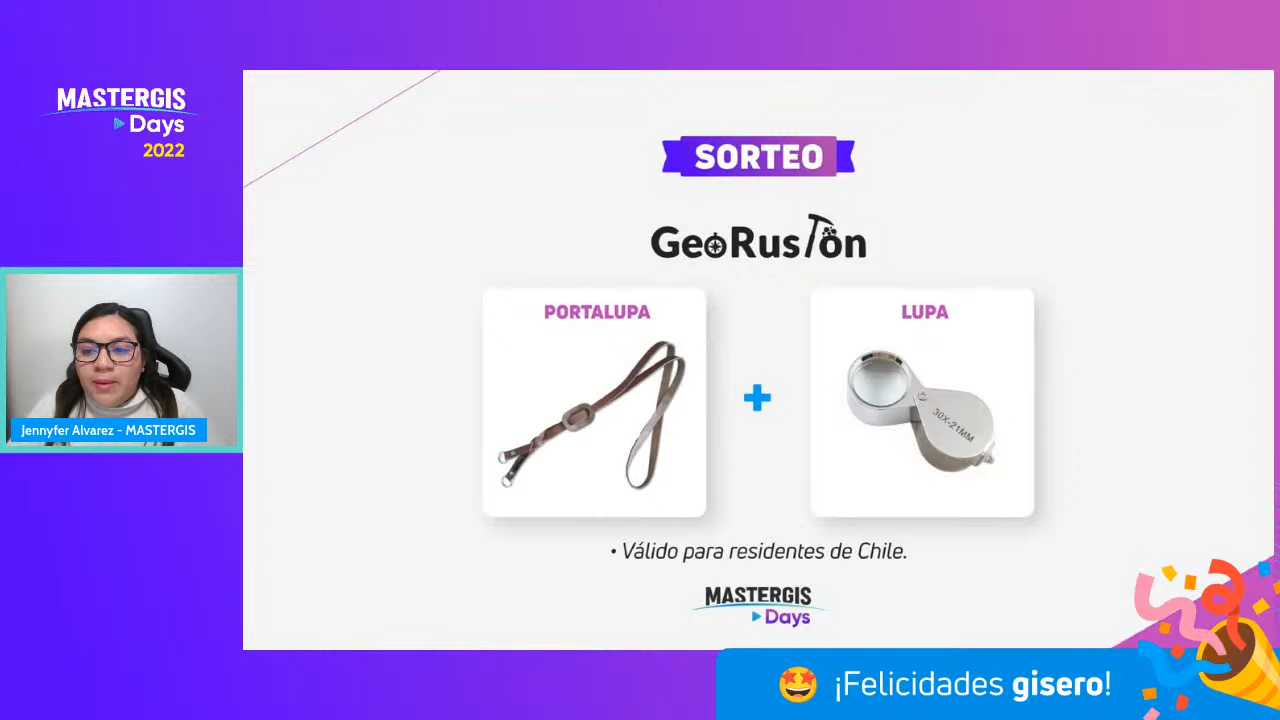 MASTERGIS
Days
2022
SORTEO
GeoRusTon
PORTALUPA
LUPA
30X-21MM
Jennyfer Alvarez - MASTERGIS
• Válido para residentes de Chile.
MASTERGIS
Days
¡Felicidades gisero!